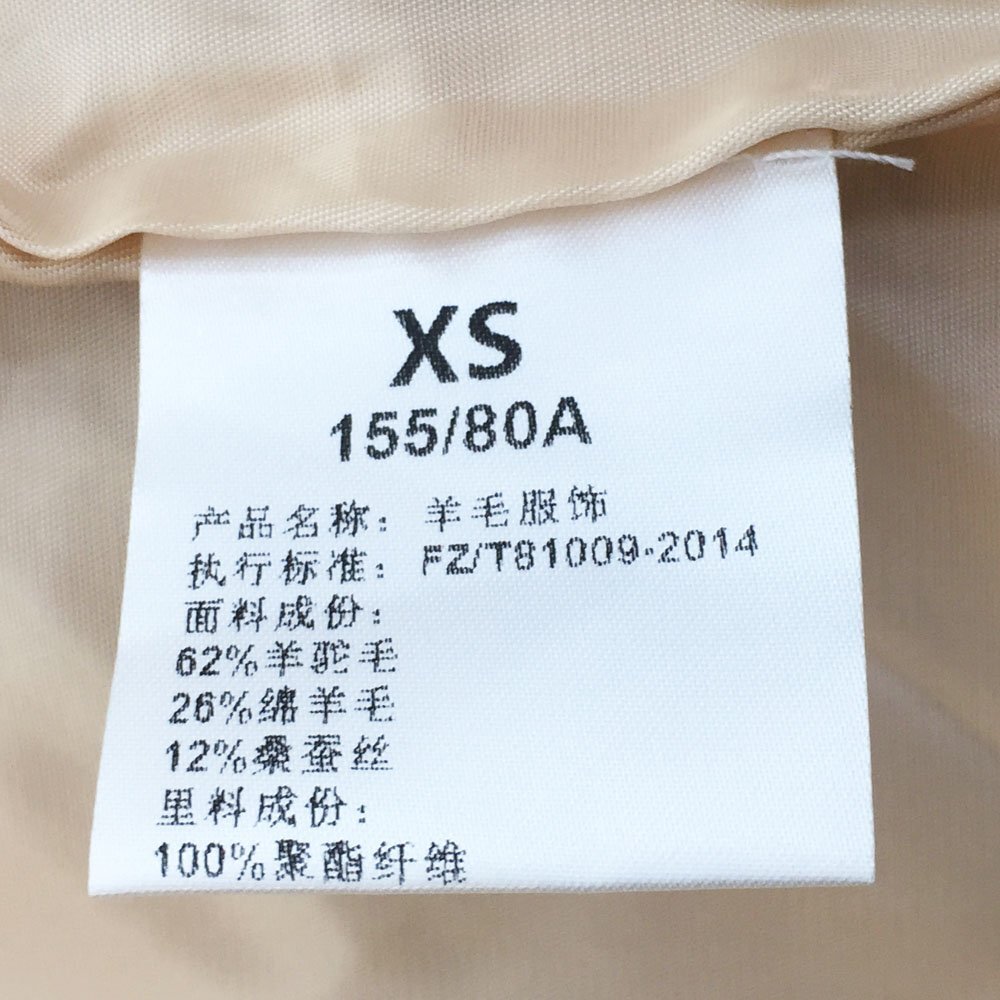 XS
155/80A
产品名称：羊毛服饰
执行标准：FZ/T81009-2014
面料成份：
62%羊驼毛
26%绵羊毛
12%桑蚕丝
里料成份：
100%聚酯纤维